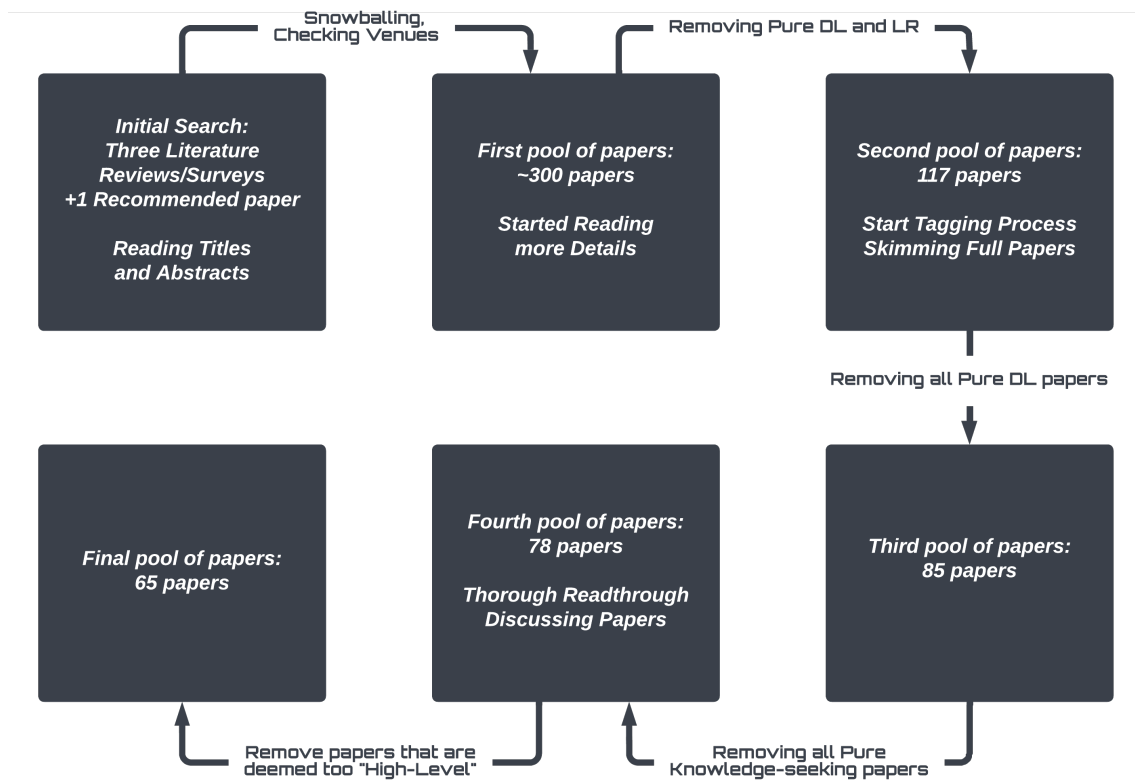 Snowballing,
Checking Venues
Removing Pure DL and LR
Initial Search:
Three Literature
Reviews/Surveys
+1 Recommended paper
Reading Titles
and Abstracts
First pool of papers:
~300 papers
Started Reading
more Details
Second pool of papers:
117 papers
Start Tagging Process
Skimming Full Papers
Removing all Pure DL papers
Third pool of papers:
85 papers
Removing all Pure
Knowledge-seeking papers
Fourth pool of papers:
78 papers
Thorough Readthrough
Discussing Papers
Remove papers that are
deemed too "High-Level"
Final pool of papers:
65 papers